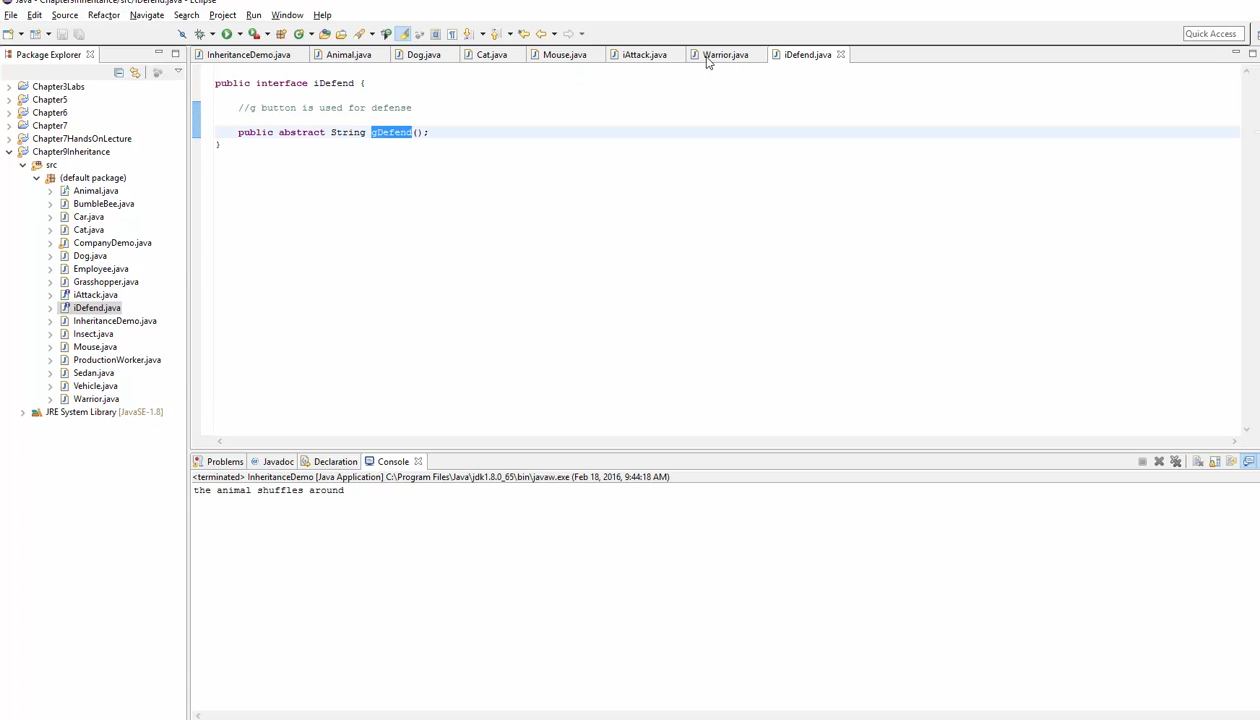 Java - Chapter9Inheritance/src/iDefend.java - Eclipse
File Edit Source Refactor Navigate Search Project Run Window Help
Quick Access
Package Explorer
InheritanceDemo.java Animal.java Dog.java Cat.java Mouse.java iAttack.java Warrior.java iDefend.java
Chapter3Labs
Chapter5
Chapter6
Chapter7
Chapter7HandsOnLecture
Chapter9Inheritance
src
(default package)
Animal.java
BumbleBee.java
Car.java
Cat.java
CompanyDemo.java
Dog.java
Employee.java
Grasshopper.java
iAttack.java
iDefend.java
InheritanceDemo.java
Insect.java
Mouse.java
ProductionWorker.java
Sedan.java
Vehicle.java
Warrior.java
JRE System Library [JavaSE-1.8]
public interface iDefend {
//g button is used for defense
public abstract String gDefend();
}
Problems Javadoc Declaration Console
<terminated> InheritanceDemo [Java Application] C:\Program Files\Java\jdk1.8.0_65\bin\javaw.exe (Feb 18, 2016, 9:44:18 AM)
the animal shuffles around